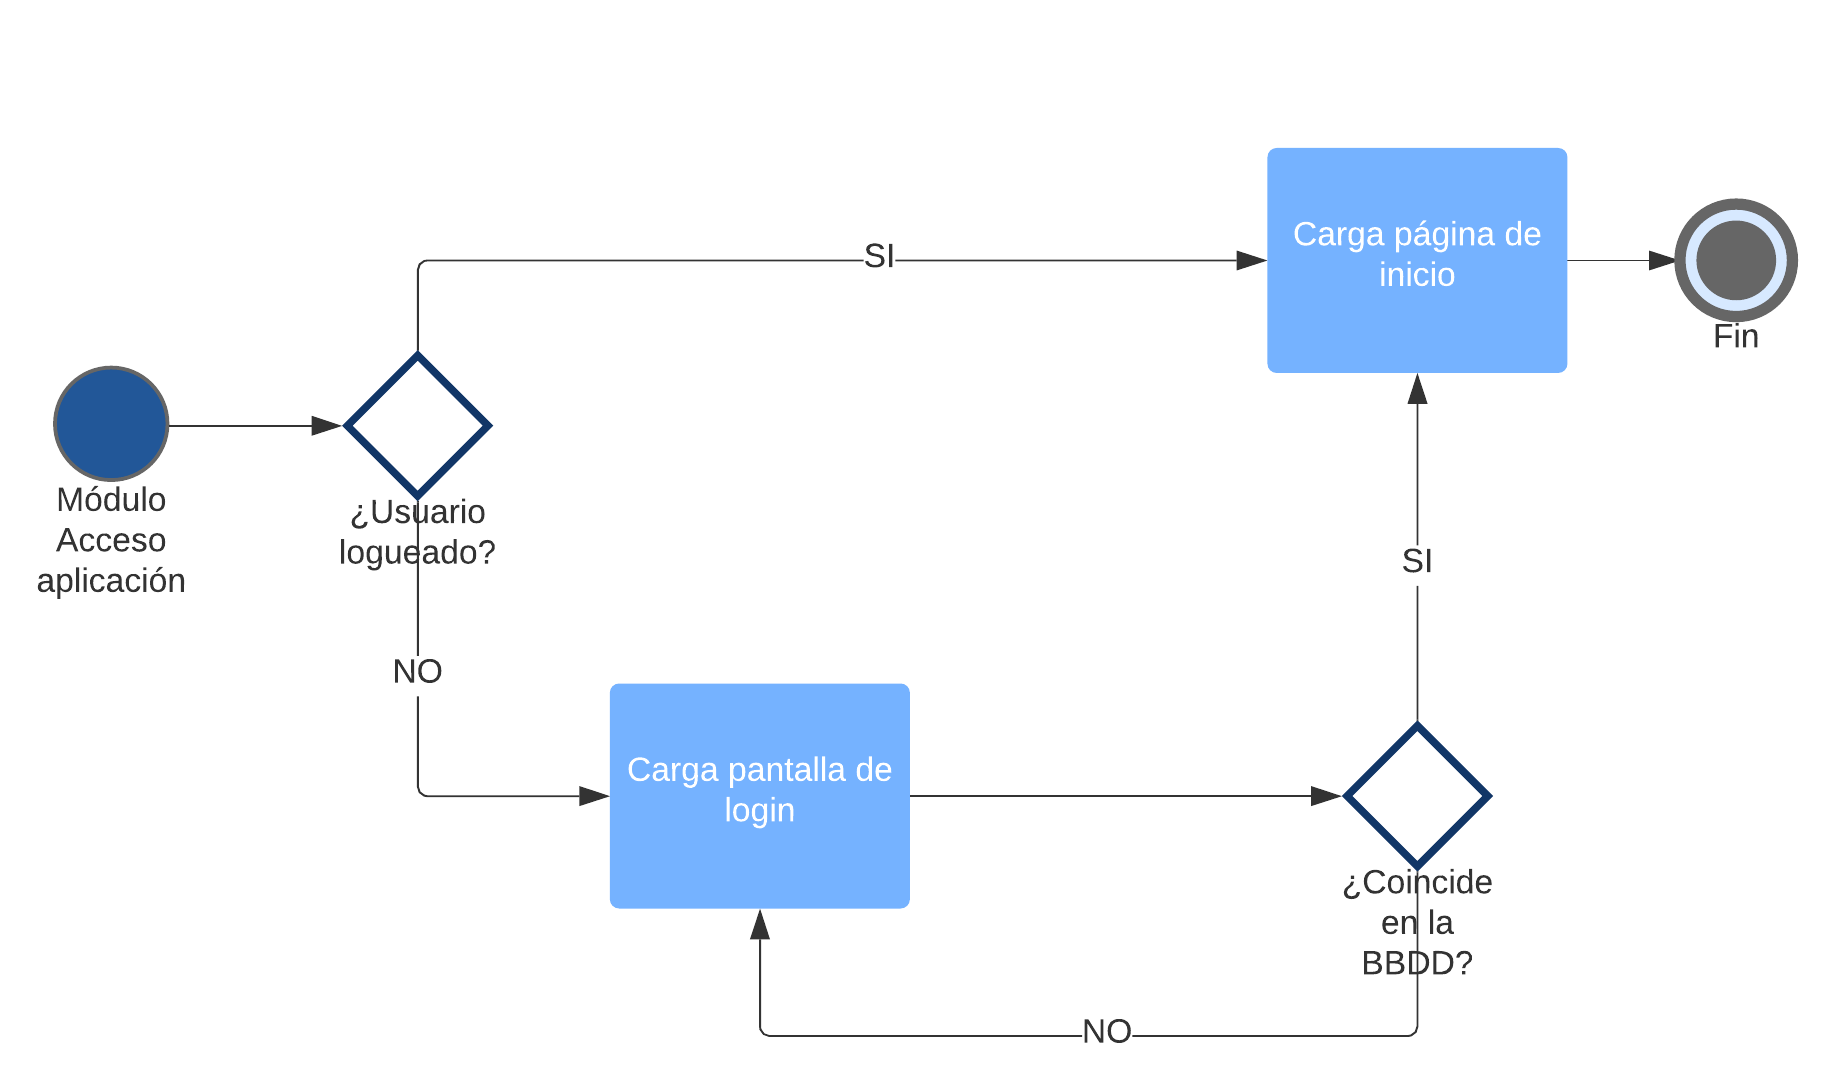 SI
Carga página de
inicio
Fin
Módulo
Acceso
aplicación
¿Usuario
logueado?
NO
SI
Carga pantalla de
login
¿Coincide
en la
BBDD?
NO